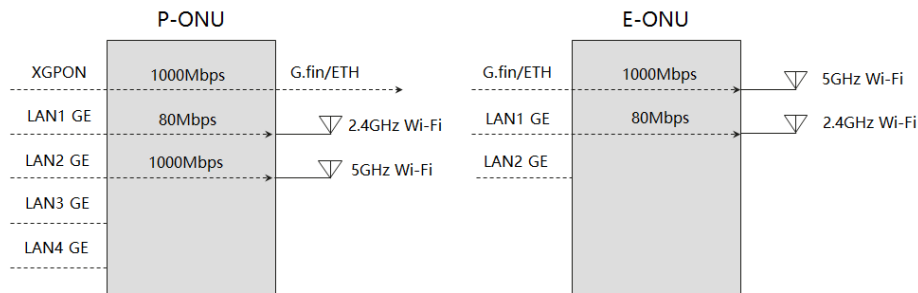 P-ONU
XGPON 1000Mbps G.fin/ETH
LAN1 GE 80Mbps 2.4GHz Wi-Fi
LAN2 GE 1000Mbps 5GHz Wi-Fi
LAN3 GE
LAN4 GE
E-ONU
G.fin/ETH 1000Mbps 5GHz Wi-Fi
LAN1 GE 80Mbps 2.4GHz Wi-Fi
LAN2 GE